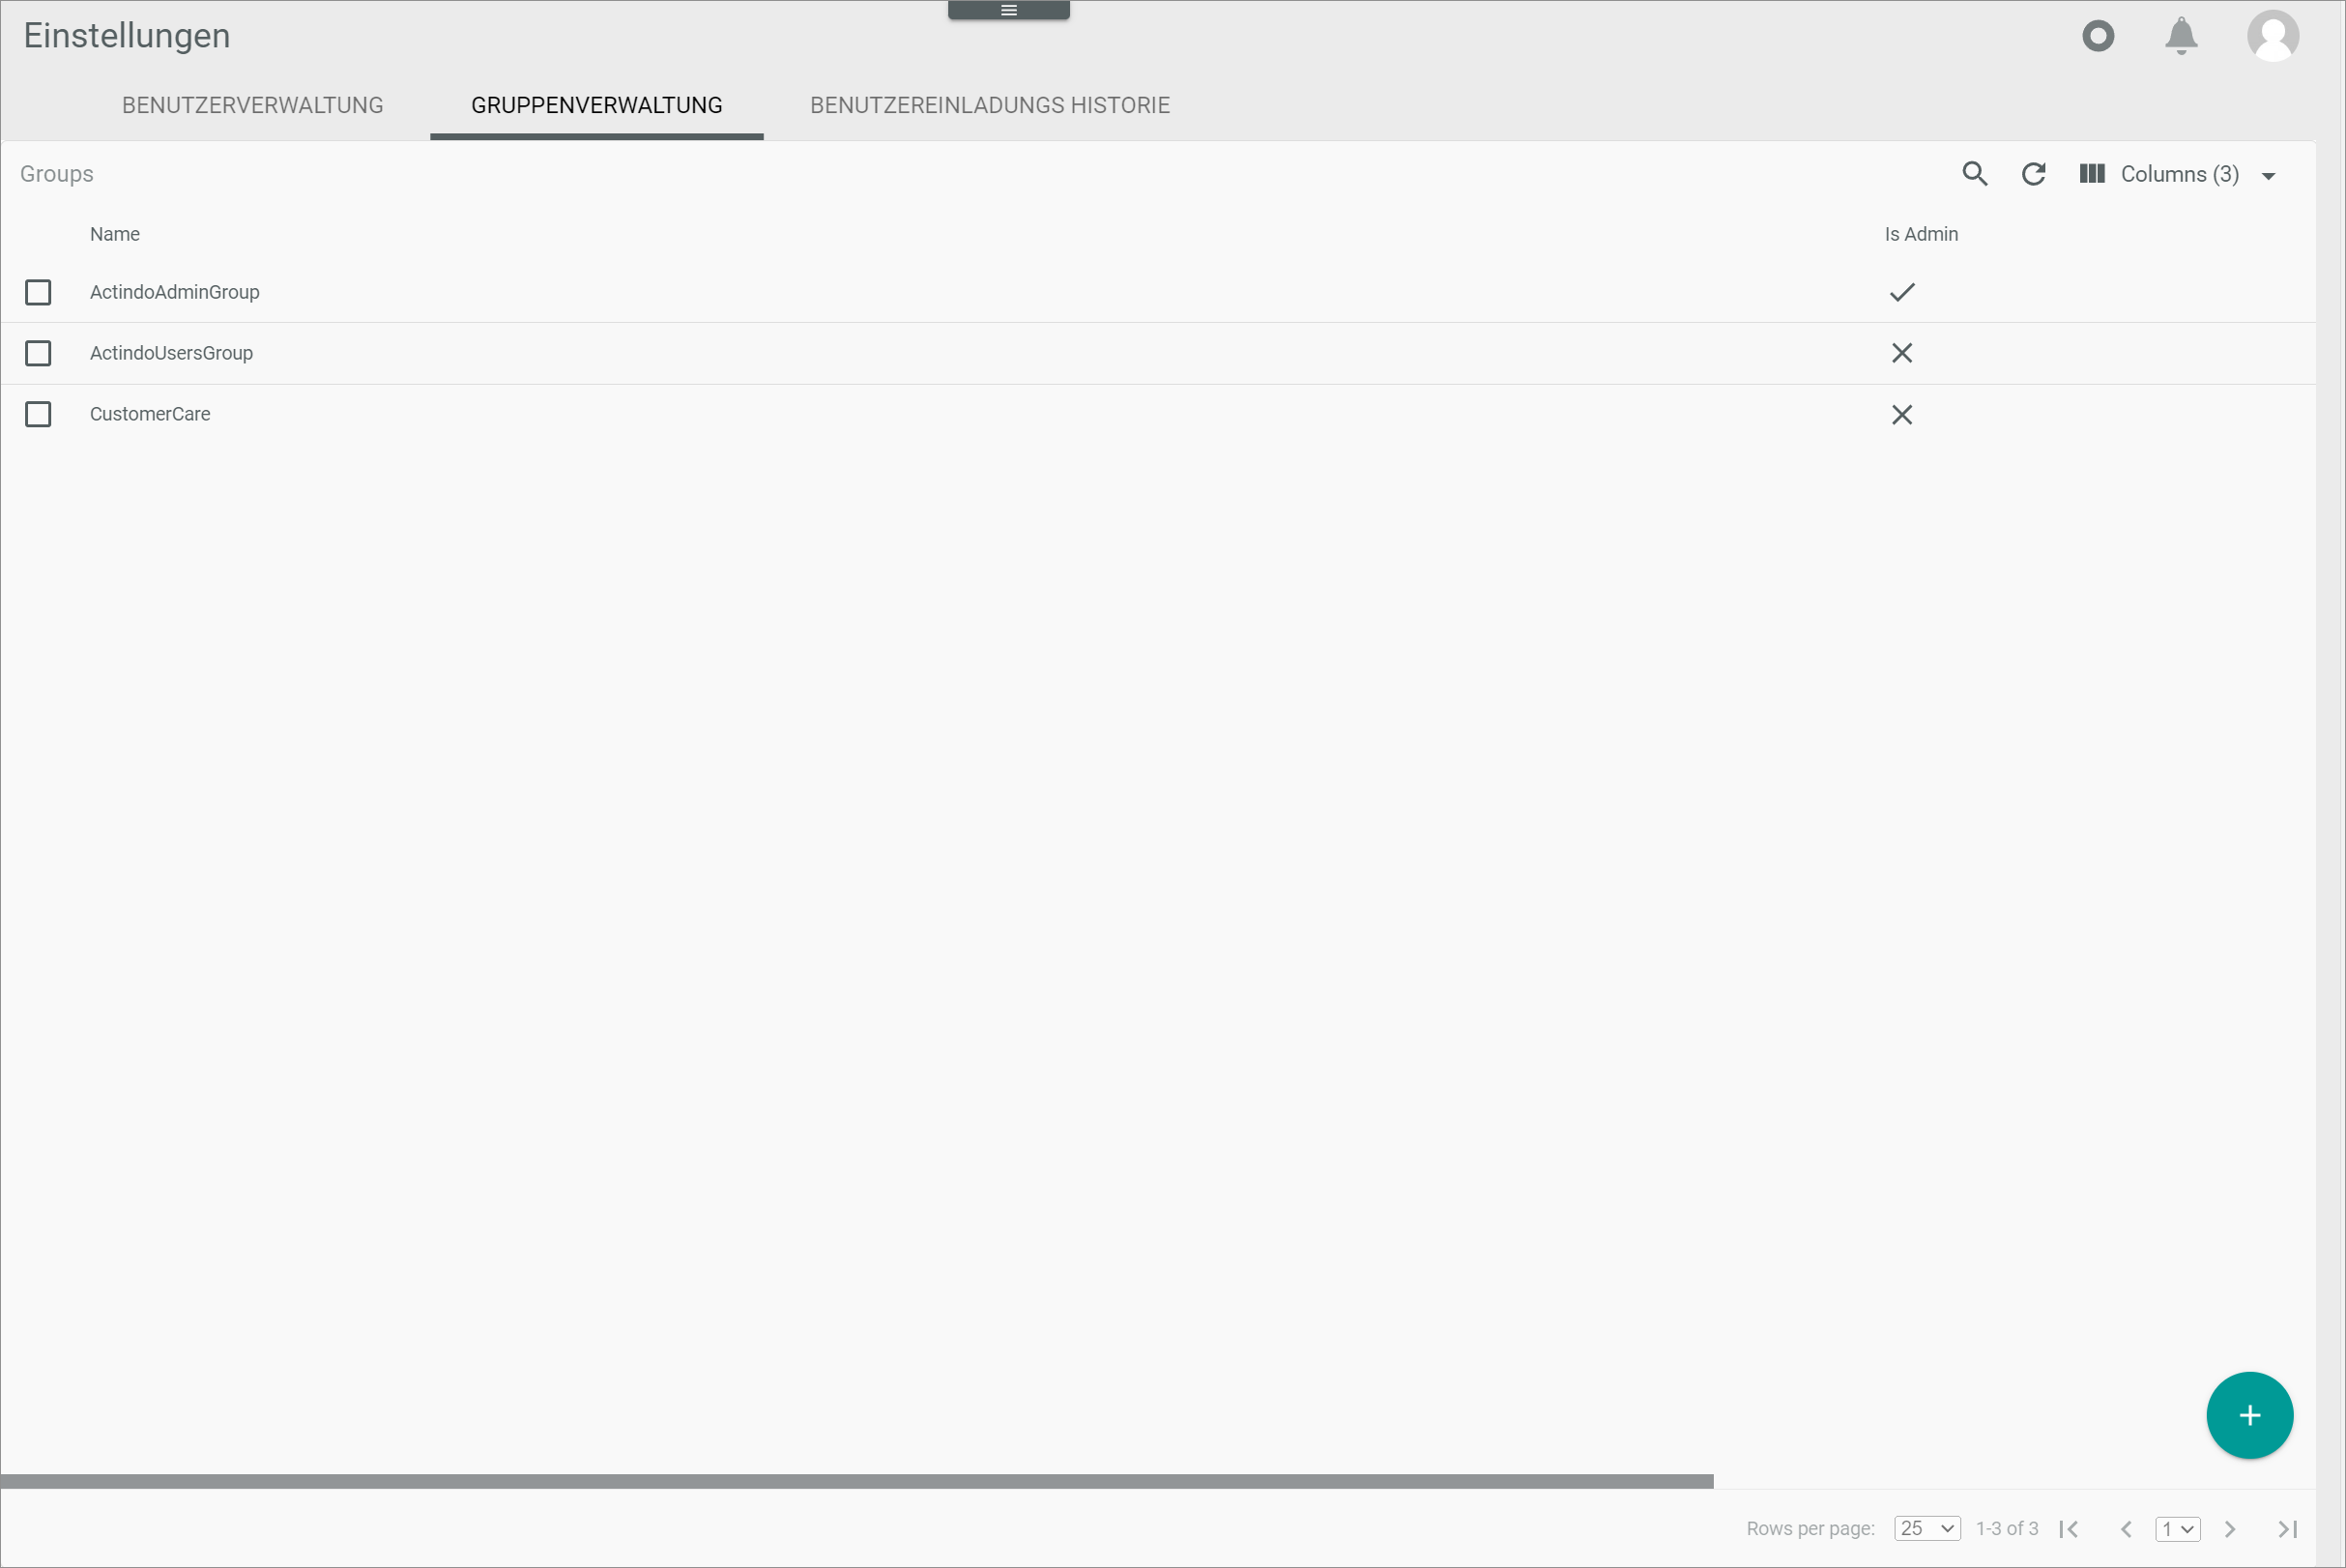 Einstellungen
BENUTZERVERWALTUNG GRUPPENVERWALTUNG BENUTZEREINLADUNGS HISTORIE
Groups Columns (3)
Name Is Admin
ActindoAdminGroup
ActindoUsersGroup
CustomerCare
Rows per page: 25 1-3 of 3 1